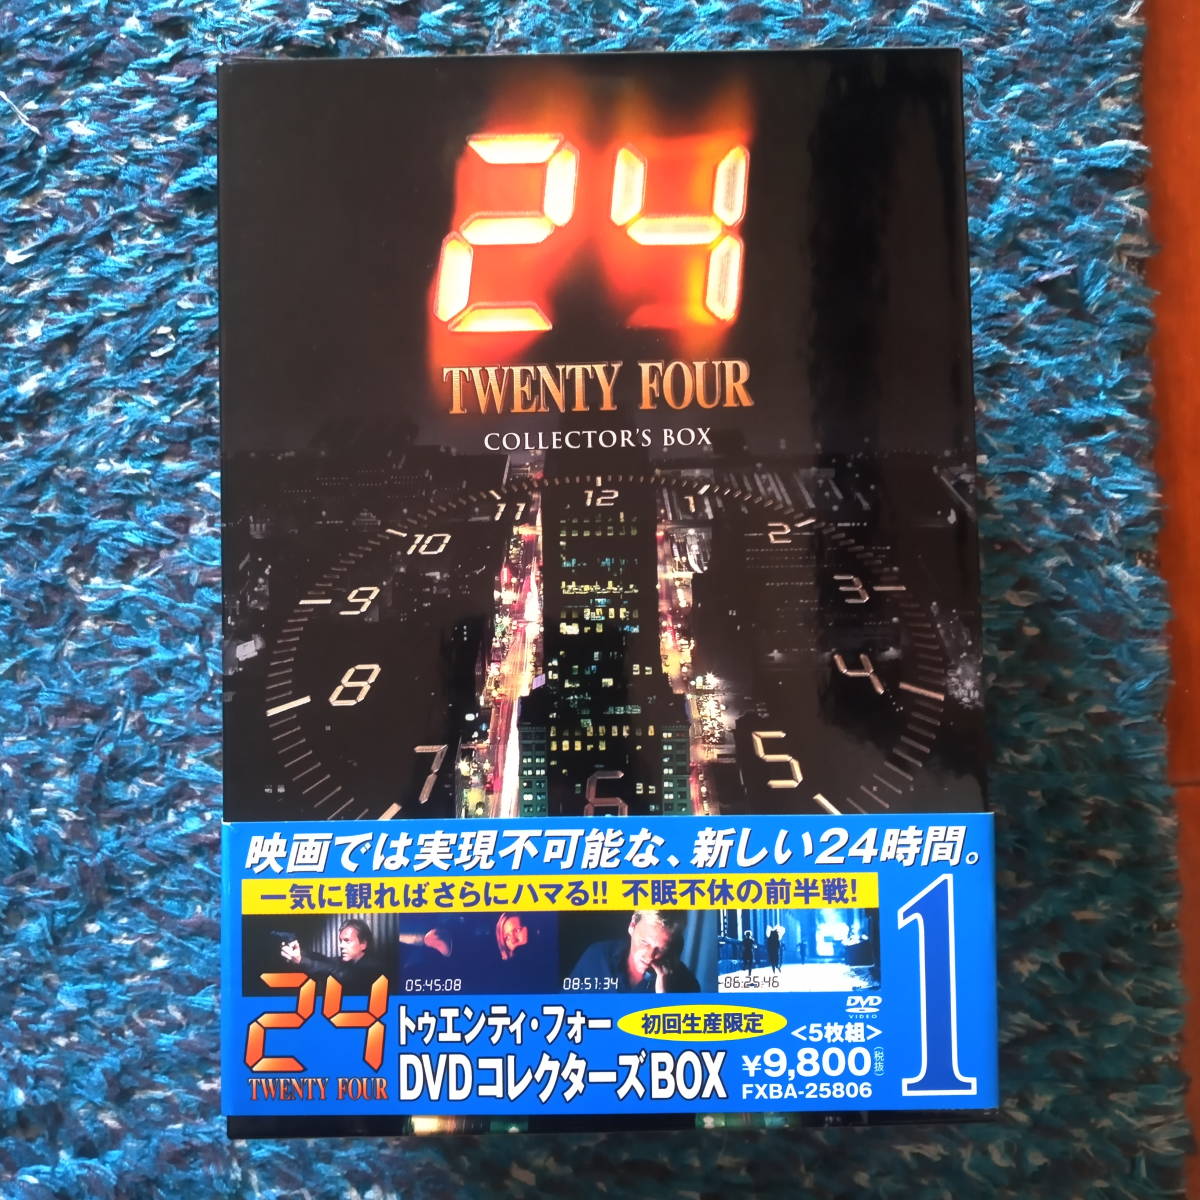 24
TWENTY FOUR
COLLECTOR'S BOX
12
11
1
10
2
9
3
8
4
7
5
6
映画では実現不可能な、新しい24時間。
一気に観ればさらにハマる!! 不眠不休の前半戦!
1
05:45:08
08:51:34
06:25:46
24
TWENTY FOUR
トゥエンティ・フォー
初回生産限定
DVDコレクターズBOX
DVD
VIDEO
<5枚組>
¥9,800(税抜)
FXBA-25806